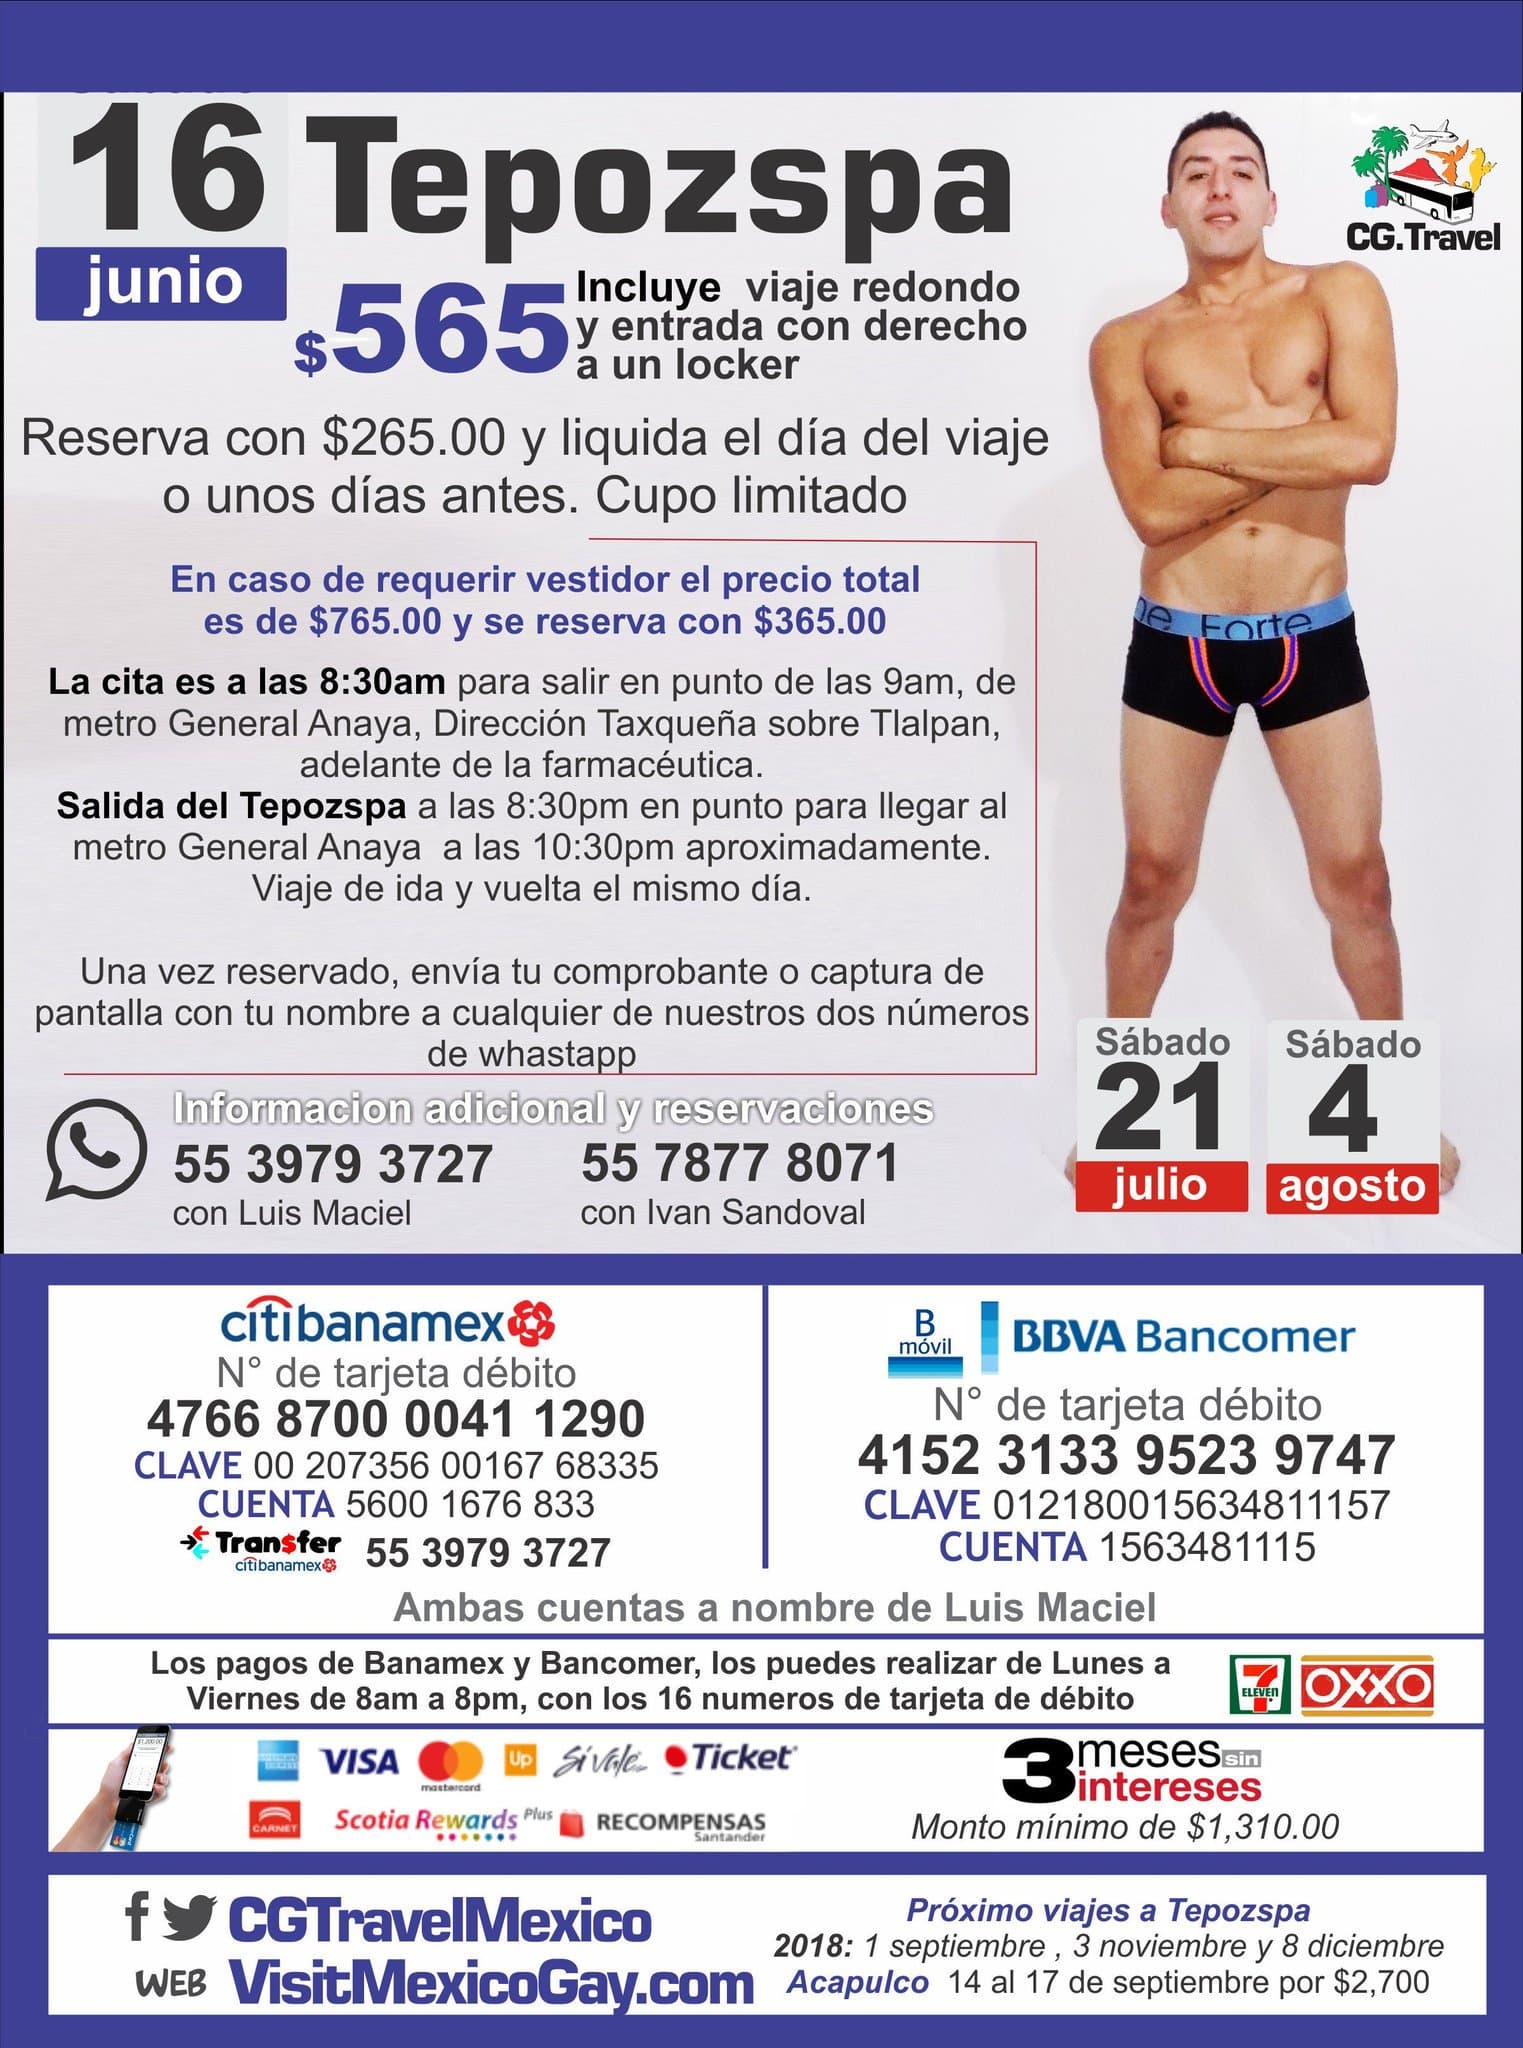 16
junio
Tepozspa
$565
Incluye viaje redondo
y entrada con derecho
a un locker
CG.Travel
Reserva con $265.00 y liquida el día del viaje
o unos días antes. Cupo limitado
En caso de requerir vestidor el precio total
es de $765.00 y se reserva con $365.00
La cita es a las 8:30am para salir en punto de las 9am, de
metro General Anaya, Dirección Taxqueña sobre Tlalpan,
adelante de la farmacéutica.
Salida del Tepozspa a las 8:30pm en punto para llegar al
metro General Anaya a las 10:30pm aproximadamente.
Viaje de ida y vuelta el mismo día.
Una vez reservado, envía tu comprobante o captura de
pantalla con tu nombre a cualquier de nuestros dos números
de whastapp
Forte
Informacion adicional y reservaciones
55 3979 3727
con Luis Maciel
55 7877 8071
con Ivan Sandoval
Sábado
21
julio
Sábado
4
agosto
citibanamex
N° de tarjeta débito
4766 8700 0041 1290
CLAVE 00 207356 00167 68335
CUENTA 5600 1676 833
Transfer
citibanamex
55 3979 3727
B
móvil
BBVA Bancomer
N° de tarjeta débito
4152 3133 9523 9747
CLAVE 012180015634811157
CUENTA 1563481115
Ambas cuentas a nombre de Luis Maciel
Los pagos de Banamex y Bancomer, los puedes realizar de Lunes a
Viernes de 8am a 8pm, con los 16 numeros de tarjeta de débito
7 ELEVEN
OXXO
VISA
mastercard
Up
Sí Vale
Ticket
CARNET
Scotia Rewards Plus
RECOMPENSAS
Santander
3 meses sin
intereses
Monto mínimo de $1,310.00
CGTravelMexico
WEB VisitMexicoGay.com
Próximo viajes a Tepozspa
2018: 1 septiembre , 3 noviembre y 8 diciembre
Acapulco 14 al 17 de septiembre por $2,700